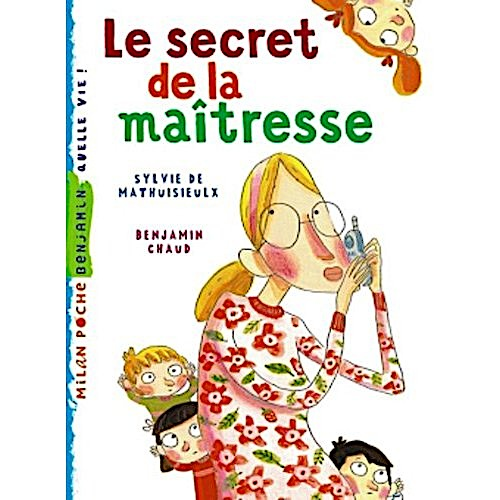 Le secret
de la
maîtresse
SYLVIE DE
MATHUISIEULX
BENJAMIN
CHAUD
MiLAN POCHE BENJAMIN QUELLE VIE !